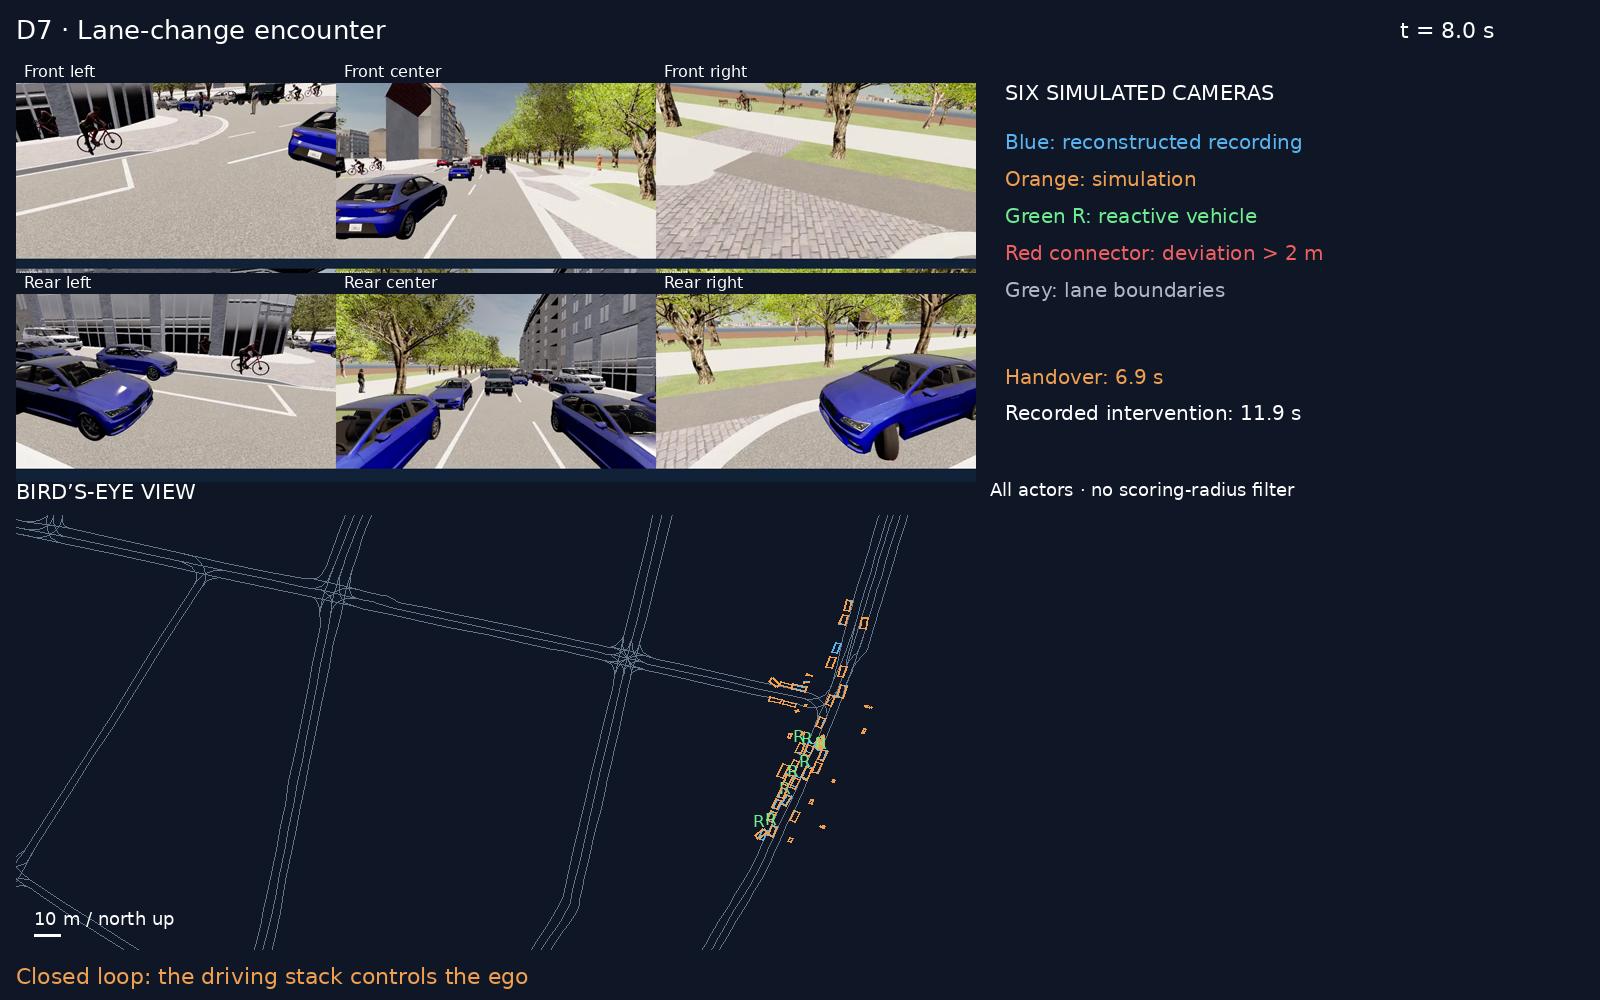 D7 · Lane-change encounter
t = 8.0 s
Front left
Front center
Front right
SIX SIMULATED CAMERAS
Blue: reconstructed recording
Orange: simulation
Green R: reactive vehicle
Red connector: deviation > 2 m
Grey: lane boundaries
Rear left
Rear center
Rear right
Handover: 6.9 s
Recorded intervention: 11.9 s
BIRD’S-EYE VIEW
All actors · no scoring-radius filter
R
R
R
R
R
R
R
10 m / north up
Closed loop: the driving stack controls the ego